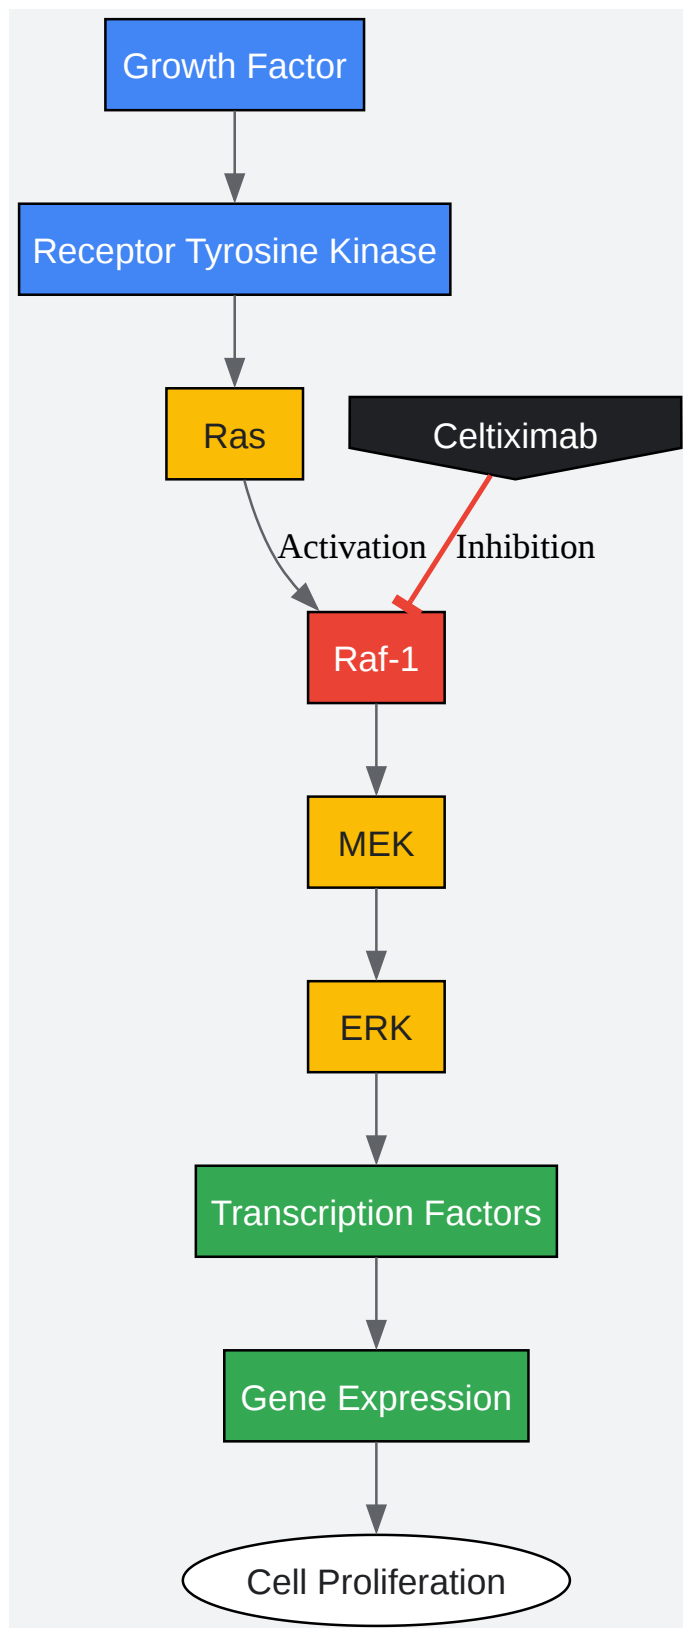 Growth Factor
Receptor Tyrosine Kinase
Ras
Celtiximab
Activation
Inhibition
Raf-1
MEK
ERK
Transcription Factors
Gene Expression
Cell Proliferation